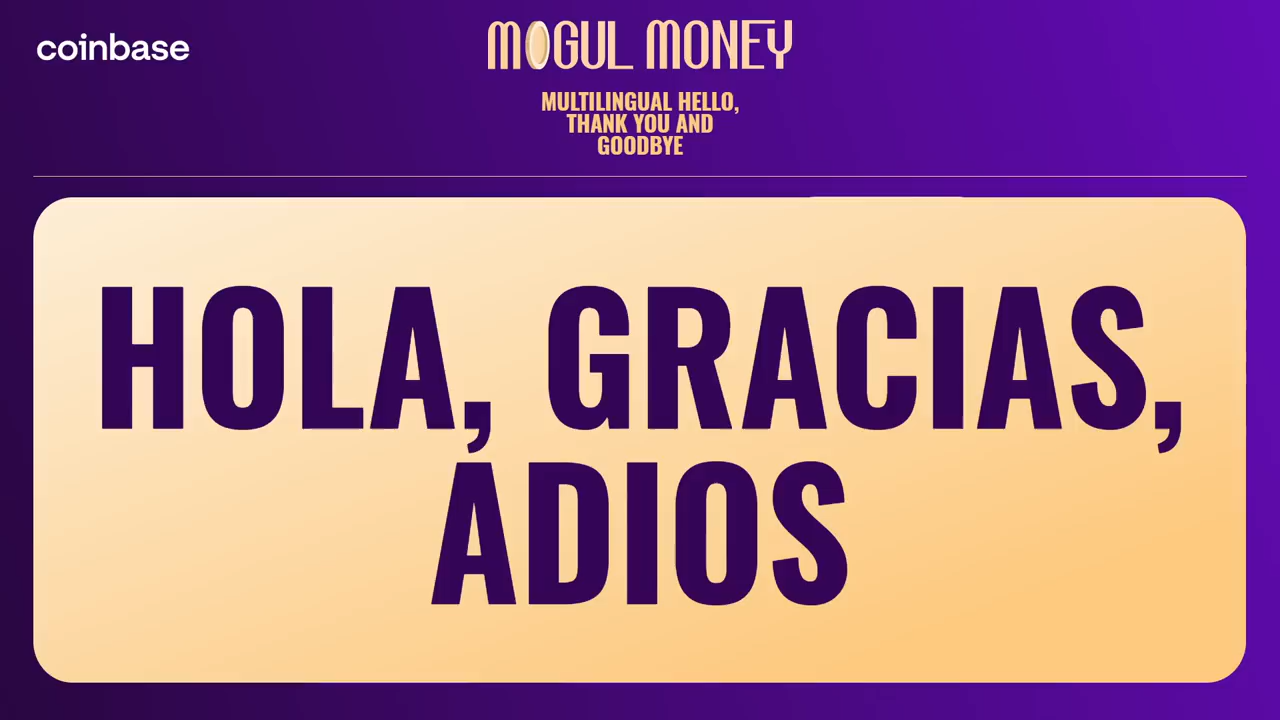 coinbase
MOGUL MONEY
MULTILINGUAL HELLO,
THANK YOU AND
GOODBYE
HOLA, GRACIAS,
ADIOS